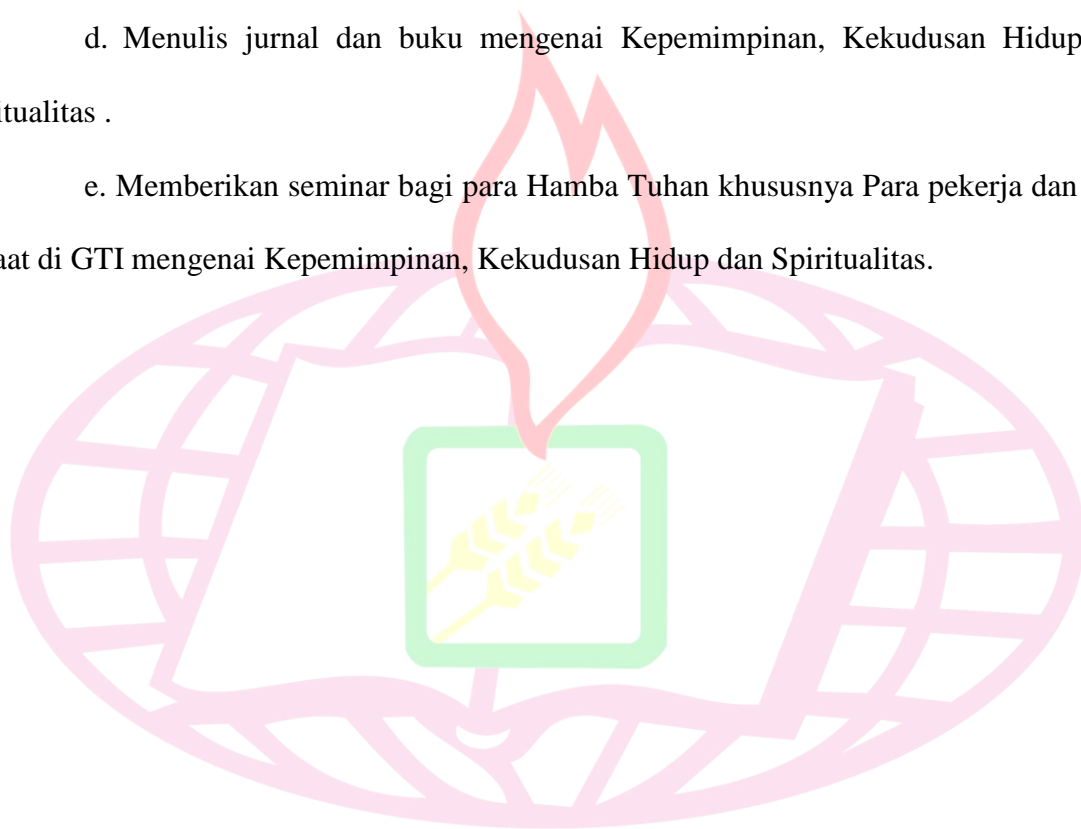 d. Menulis jurnal dan buku mengenai Kepemimpinan, Kekudusan Hidup
itualitas .
e. Memberikan seminar bagi para Hamba Tuhan khususnya Para pekerja dan
aat di GTI mengenai Kepemimpinan, Kekudusan Hidup dan Spiritualitas.